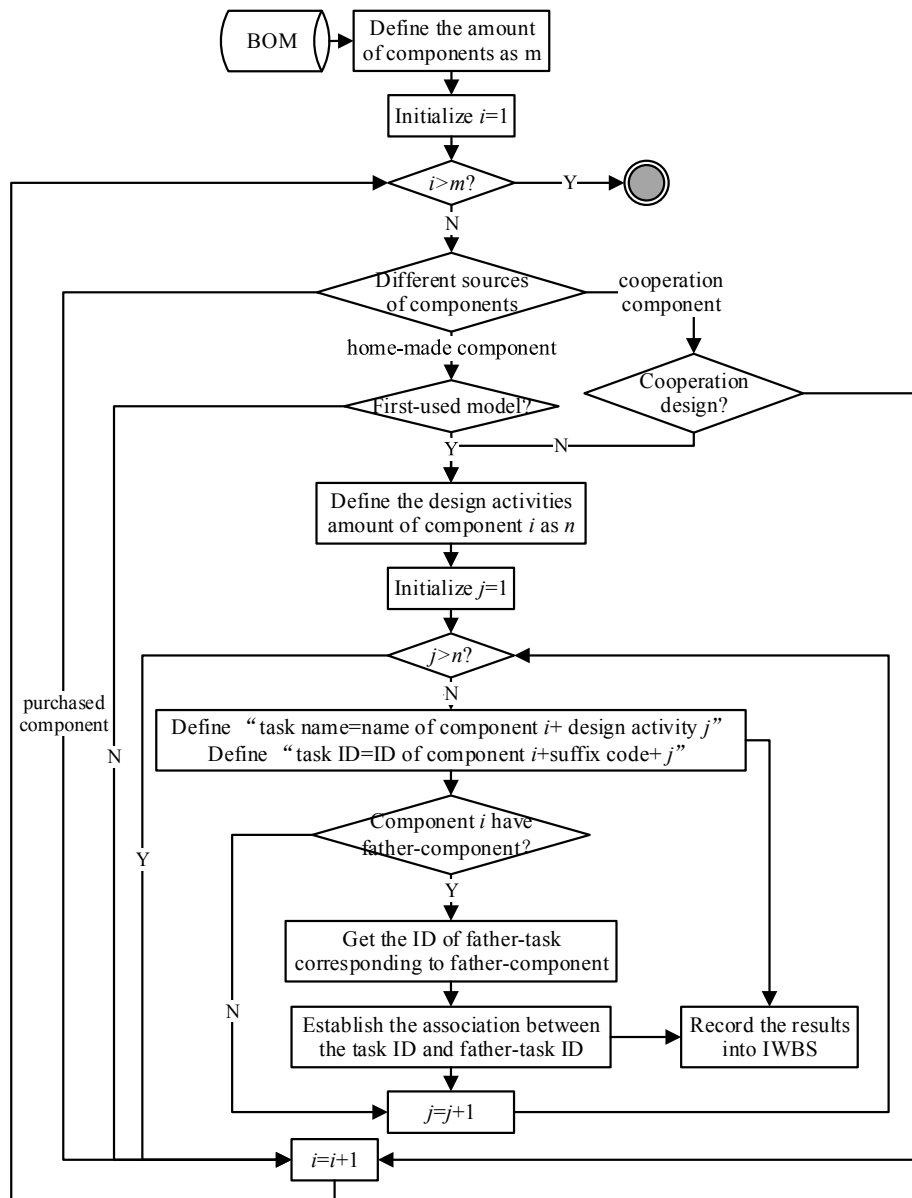 BOM
Define the amount
of components as m
Initialize i=1
i>m?
Y
N
Different sources
of components
cooperation
component
home-made component
Cooperation
design?
First-used model?
Y
N
Define the design activities
amount of component i as n
Initialize j=1
j>n?
N
purchased
component
N
Define “task name=name of component i+ design activity j”
Define “task ID=ID of component i+suffix code+ j”
Component i have
father-component?
Y
Y
Get the ID of father-task
corresponding to father-component
N
Establish the association between
the task ID and father-task ID
Record the results
into IWBS
j=j+1
i=i+1